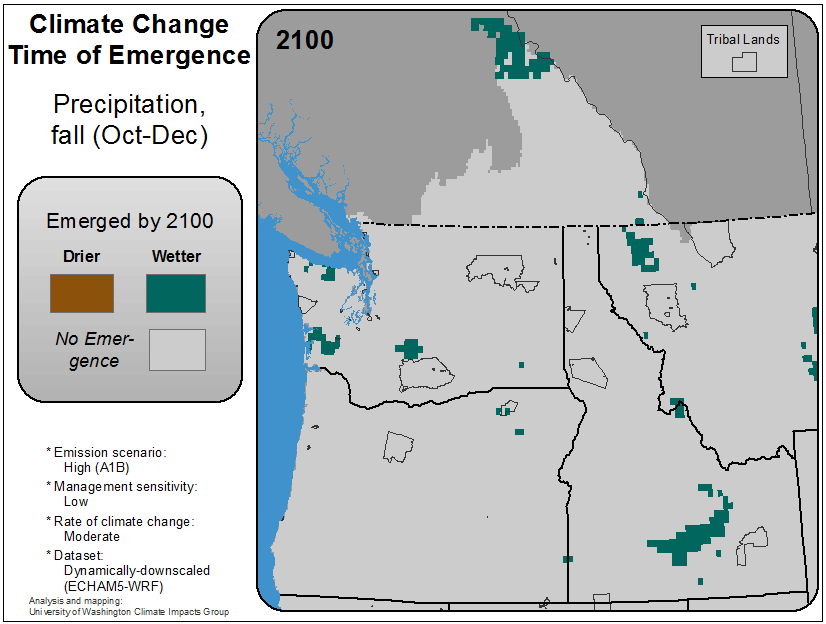 Climate Change
Time of Emergence
Precipitation,
fall (Oct-Dec)
Emerged by 2100
Drier
Wetter
No Emer-
gence
* Emission scenario:
High (A1B)
* Management sensitivity:
Low
* Rate of climate change:
Moderate
* Dataset:
Dynamically-downscaled
(ECHAM5-WRF)
Analysis and mapping:
University of Washington Climate Impacts Group
2100
Tribal Lands